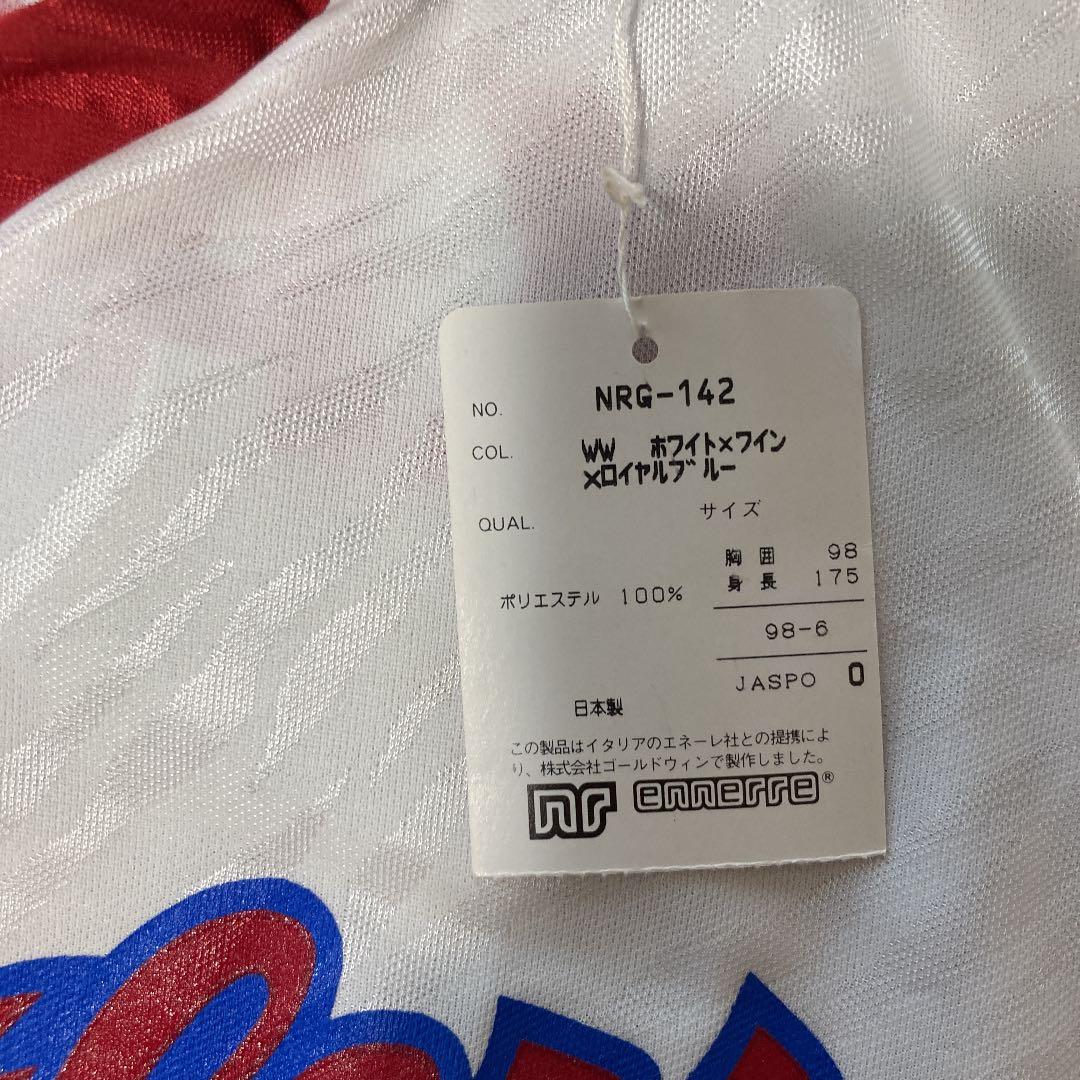 NO. NRG-142
COL. WW ホワイト×ワイン
×ロイヤルブルー
QUAL. サイズ
胸囲 98
身長 175
ポリエステル 100%
98-6
JASPO O
日本製
この製品はイタリアのエネーレ社との提携によ
り、株式会社ゴールドウィンで製作しました。
nr ennerre®